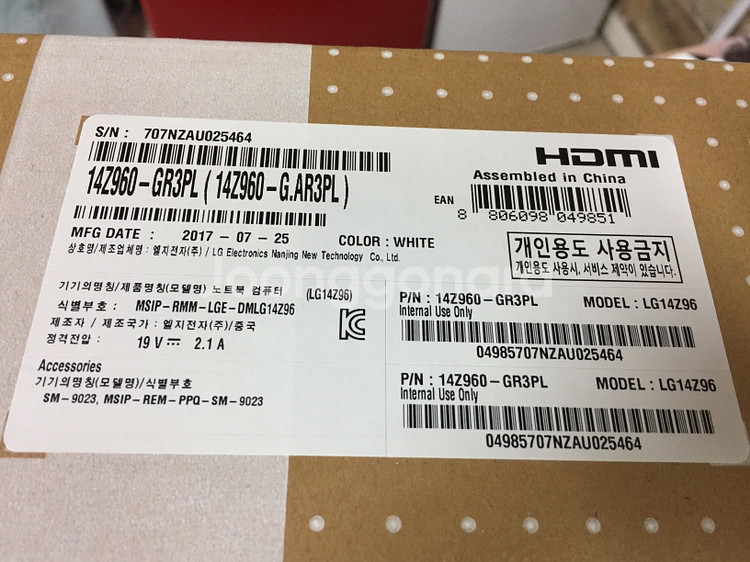 S/N : 707NZAU025464
HDMI
Assembled in China
14Z960-GR3PL ( 14Z960-G.AR3PL )
EAN
8 806098 049851
MFG DATE : 2017 - 07 - 25 COLOR : WHITE
상호명/제조업체명 : 엘지전자(주) / LG Electronics Nanjing New Technology Co., Ltd.
개인용도 사용금지
개인용도 사용시, 서비스 제약이 있습니다.
기기의명칭/제품명칭(모델명) 노트북 컴퓨터 (LG14Z96)
식별부호 : MSIP-RMM-LGE-DMLG14Z96
제조자 / 제조국가 : 엘지전자(주)/중국
정격전압 : 19 V ⎓ 2.1 A
Accessories
기기의명칭(모델명)/식별부호
SM-9023, MSIP-REM-PPQ-SM-9023
P/N : 14Z960-GR3PL MODEL : LG14Z96
Internal Use Only
04985707NZAU025464
P/N : 14Z960-GR3PL MODEL : LG14Z96
Internal Use Only
04985707NZAU025464
joonggonara